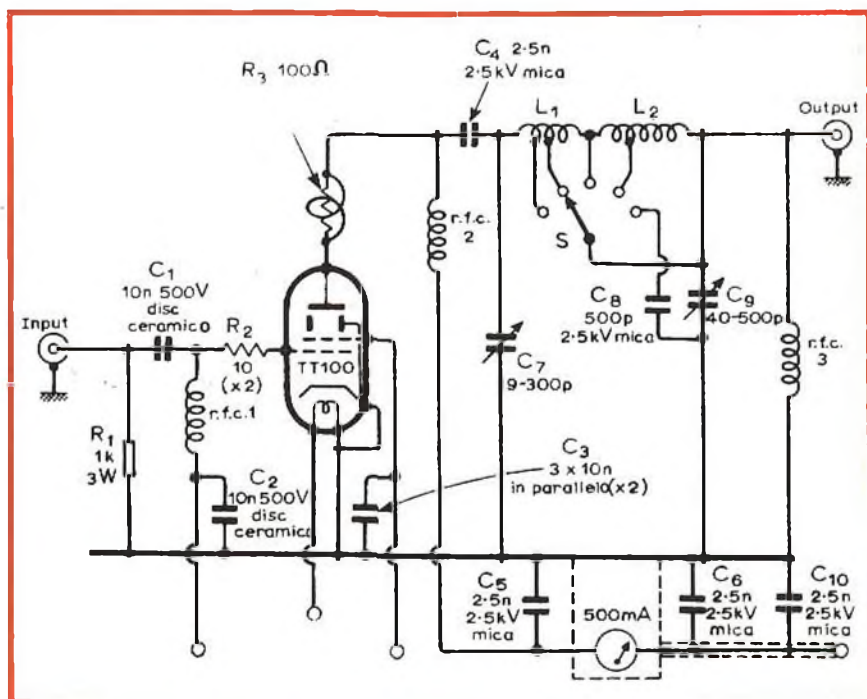 R3 100Ω
C4 2·5n
2·5kV mica
L1
L2
Output
r.f.c.
2
S
C1
10n 500V
disc
ceramico
Input
R2
10
(x2)
TT100
C7
9-300p
C8
500p
2.5kV mica
C9
40-500p
r.f.c.
3
r.f.c.1
R1
1k
3W
C2
10n 500V
disc
ceramico
C3
3 x 10n
in parallelo(x2)
C5
2·5n
2·5kV
mica
500mA
C6
2·5n
2·5kV
mica
C10
2·5n
2·5kV
mica